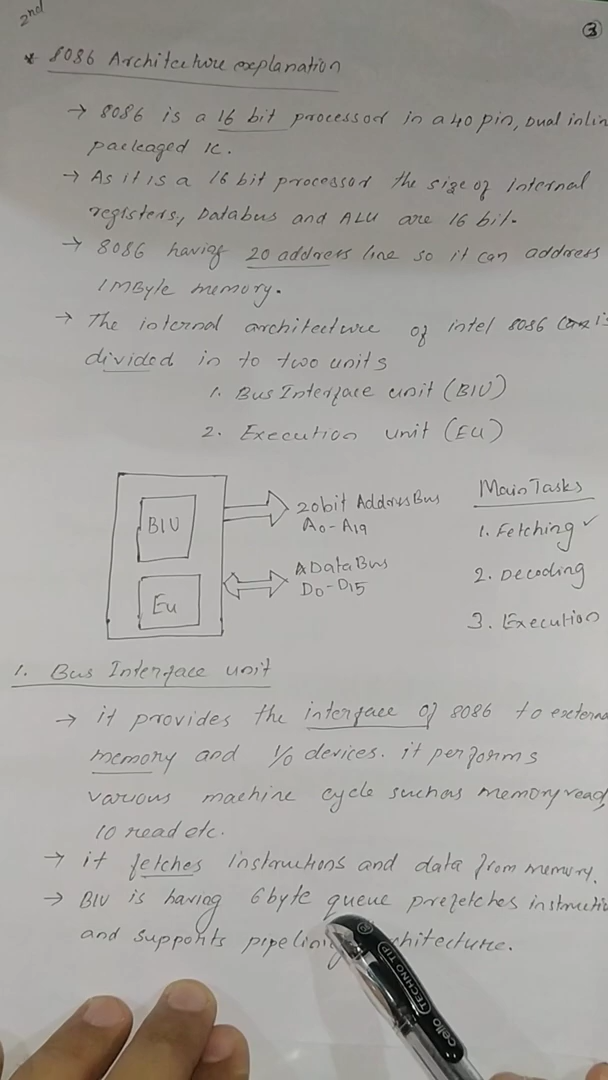 2nd
③
* 8086 Architecture explanation
→ 8086 is a 16 bit processor in a 40 pin, Dual inlin
packaged IC.
→ As it is a 16 bit processor the size of internal
registers, Databus and ALU are 16 bit.
→ 8086 having 20 address line so it can address
1MByte memory.
→ The internal architecture of intel 8086 is
divided in to two units
1. Bus Interface unit (BIU)
2. Execution unit (EU)
BIU
EU
20bit Address Bus
A0-A19
Data Bus
D0-D15
Main Tasks
1. Fetching ✓
2. Decoding
3. Execution
1. Bus Interface unit
→ it provides the interface of 8086 to externa
memory and I/O devices. it performs
various machine cycle such as memory read,
IO read etc.
→ it fetches instructions and data from memory.
→ BIU is having 6byte queue prefetches instructi
and supports pipelinin chitecture.
cello TECHNO TIP